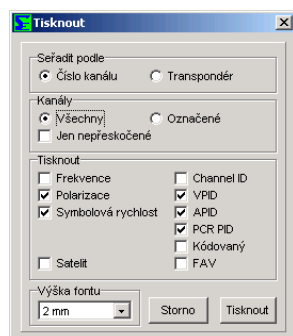 Tisknout
Seřadit podle
Číslo kanálu Transpondér
Kanály
Všechny Označené
Jen nepřeskočené
Tisknout
Frekvence Channel ID
Polarizace VPID
Symbolová rychlost APID
PCR PID
Kódovaný
Satelit FAV
Výška fontu
2 mm Storno Tisknout